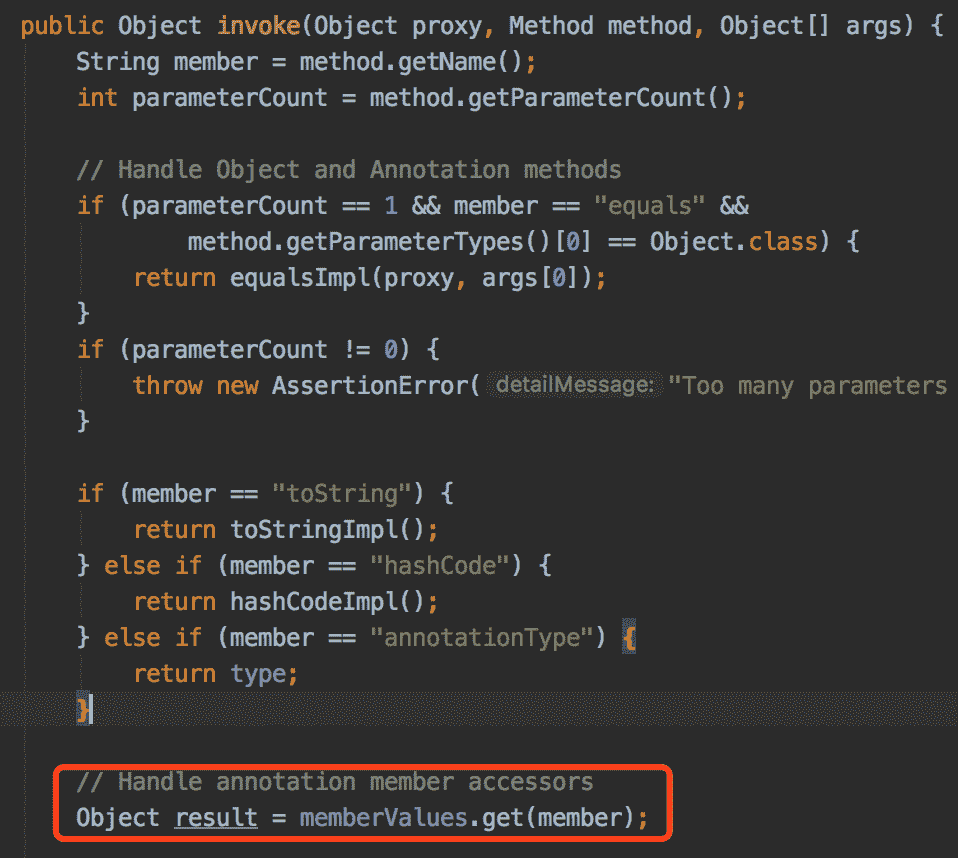 public Object invoke(Object proxy, Method method, Object[] args) {
String member = method.getName();
int parameterCount = method.getParameterCount();
// Handle Object and Annotation methods
if (parameterCount == 1 && member == "equals" &&
method.getParameterTypes()[0] == Object.class) {
return equalsImpl(proxy, args[0]);
}
if (parameterCount != 0) {
throw new AssertionError( detailMessage: "Too many parameters
}
if (member == "toString") {
return toStringImpl();
} else if (member == "hashCode") {
return hashCodeImpl();
} else if (member == "annotationType") {
return type;
}
// Handle annotation member accessors
Object result = memberValues.get(member);